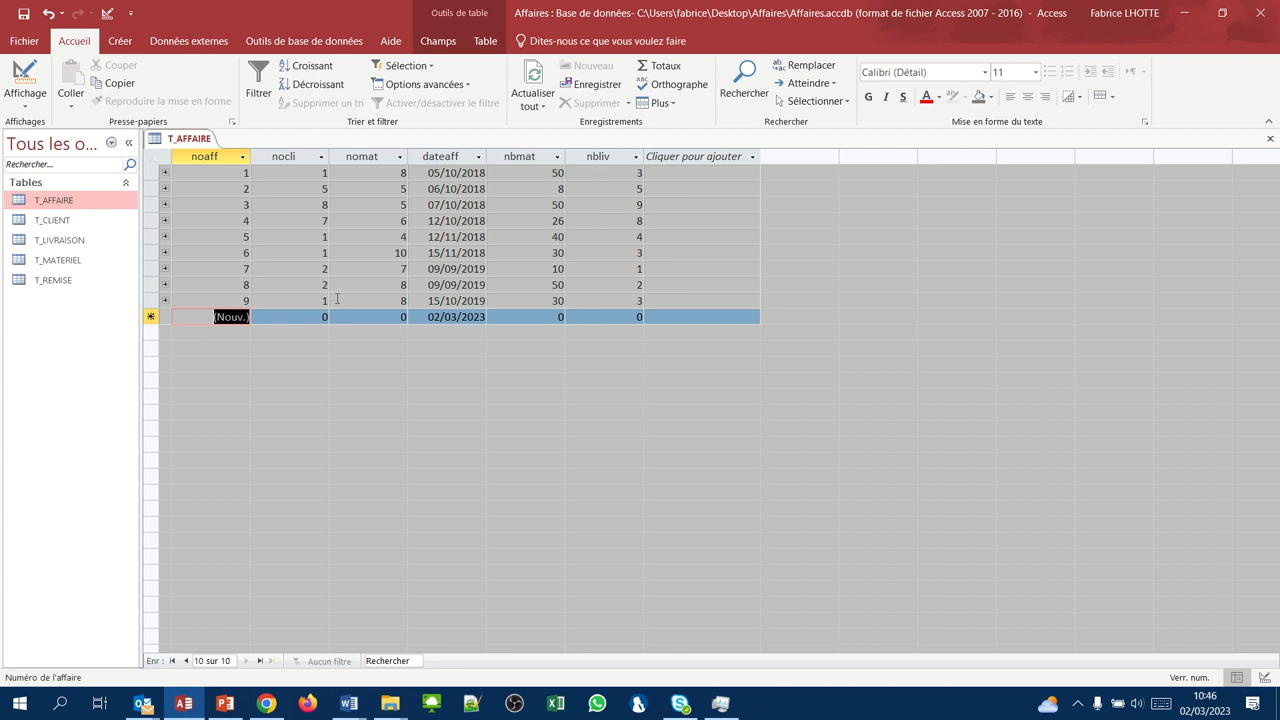 Outils de table
Affaires : Base de données- C:\Users\fabrice\Desktop\Affaires\Affaires.accdb (format de fichier Access 2007 - 2016) - Access
Fabrice LHOTTE
Fichier Accueil Créer Données externes Outils de base de données Aide Champs Table Dites-nous ce que vous voulez faire
Couper Croissant Sélection Nouveau Totaux Remplacer Calibri (Détail) 11
Copier Décroissant Options avancées Enregistrer Orthographe Atteindre
Affichage Coller Reproduire la mise en forme Filtrer Supprimer un tri Activer/désactiver le filtre Actualiser tout Supprimer Plus Rechercher Sélectionner G I S A
Affichages Presse-papiers Trier et filtrer Enregistrements Rechercher Mise en forme du texte
Tous les o...
Rechercher...
Tables
T_AFFAIRE
T_CLIENT
T_LIVRAISON
T_MATERIEL
T_REMISE
T_AFFAIRE
noaff nocli nomat dateaff nbmat nbliv Cliquer pour ajouter
1 1 8 05/10/2018 50 3
2 5 5 06/10/2018 8 5
3 8 5 07/10/2018 50 9
4 7 6 12/10/2018 26 8
5 1 4 12/11/2018 40 4
6 1 10 15/11/2018 30 3
7 2 7 09/09/2019 10 1
8 2 8 09/09/2019 50 2
9 1 8 15/10/2019 30 3
(Nouv.) 0 0 02/03/2023 0 0
Enr : 10 sur 10 Aucun filtre Rechercher
Numéro de l'affaire
Verr. num.
10:46
02/03/2023